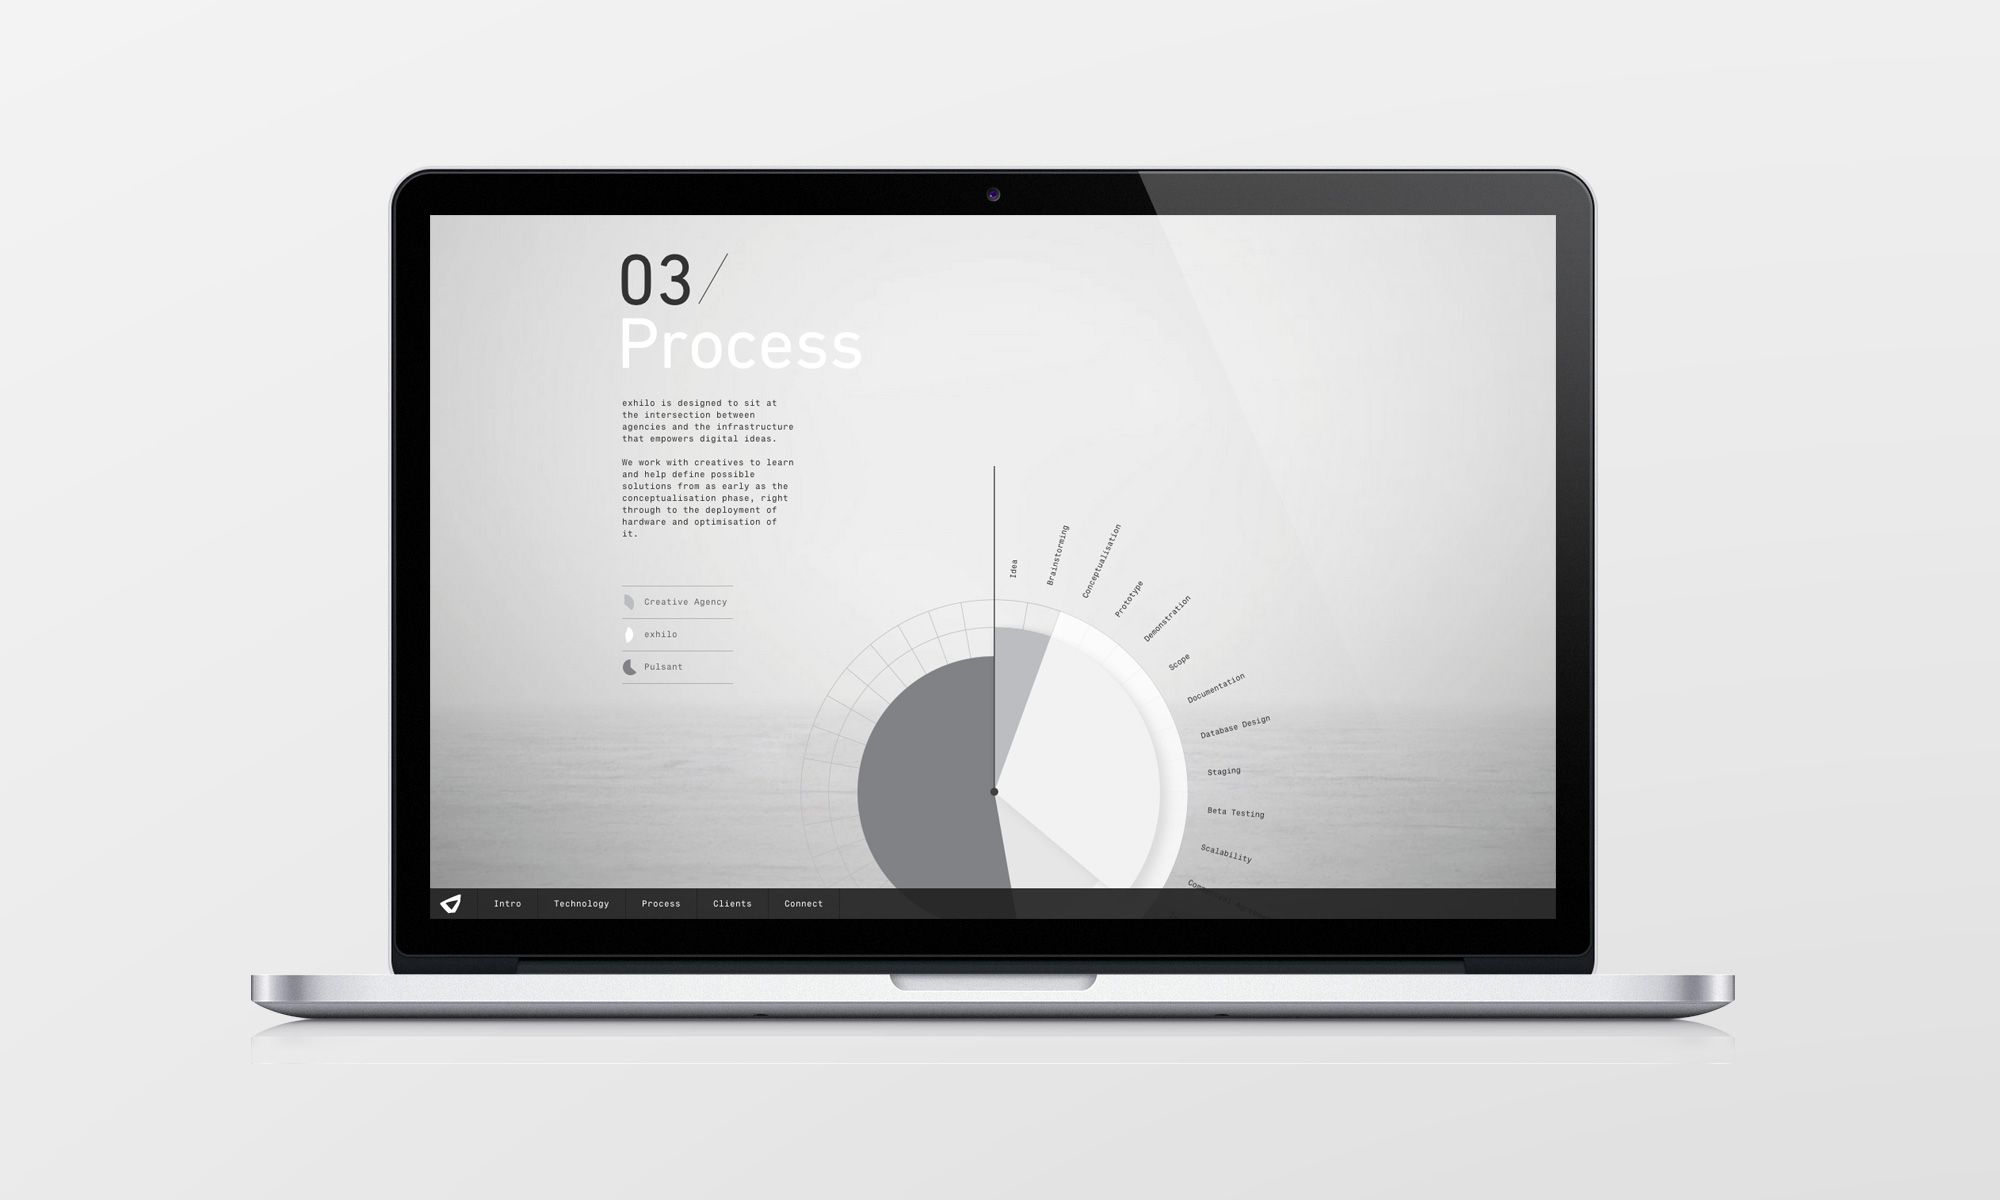 03/
Process
exhilo is designed to sit at
the intersection between
agencies and the infrastructure
that empowers digital ideas.
We work with creatives to learn
and help define possible
solutions from as early as the
conceptualisation phase, right
through to the deployment of
hardware and optimisation of
it.
Creative Agency
exhilo
Pulsant
Idea
Brainstorming
Conceptualisation
Prototype
Demonstration
Scope
Documentation
Database Design
Staging
Beta Testing
Scalability
Intro
Technology
Process
Clients
Connect